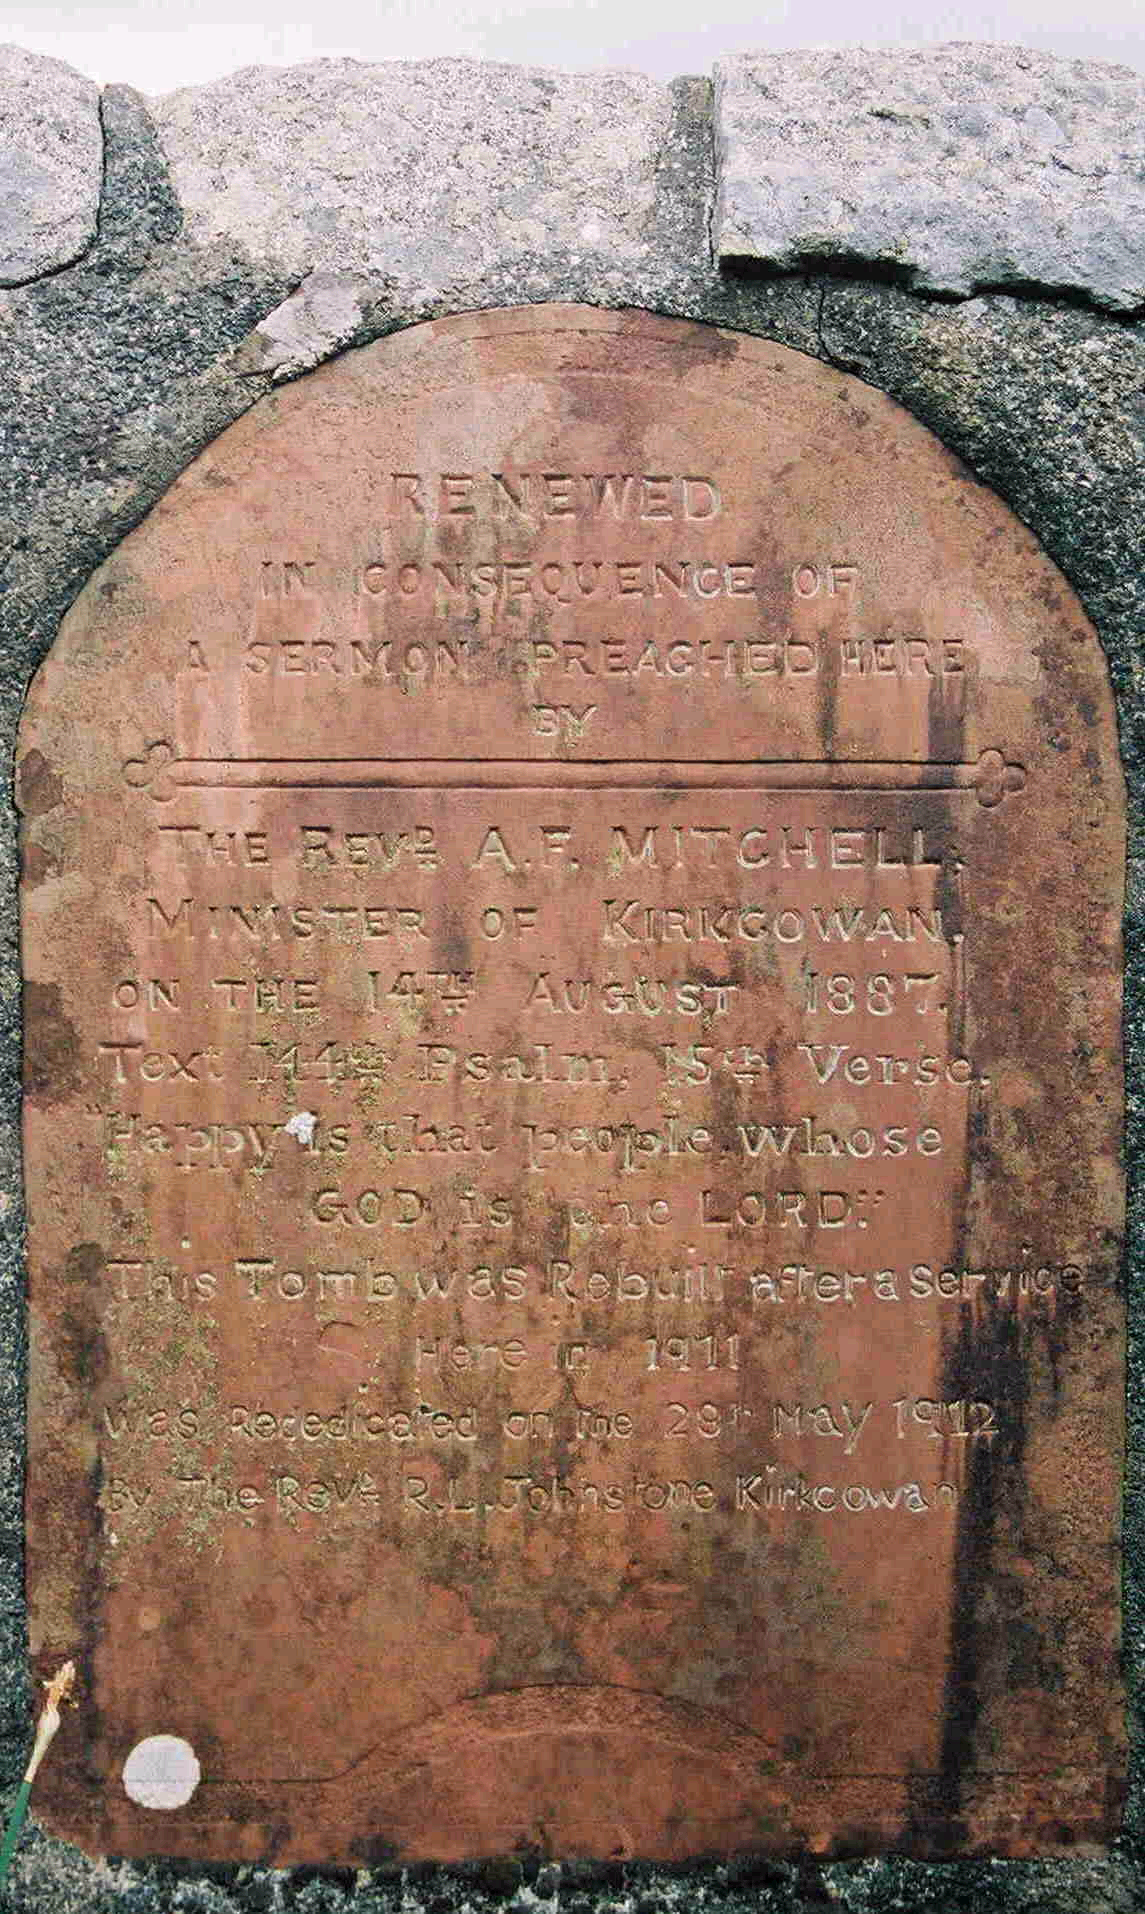 RENEWED
IN CONSEQUENCE OF
A SERMON PREACHED HERE
BY
THE REVD A.F. MITCHELL.
MINISTER OF KIRKCOWAN.
ON THE 14TH AUGUST 1887.
Text 144th Psalm, 15th Verse.
"Happy is that people whose
GOD is the LORD."
This Tomb was Rebuilt after a Service
Here in 1911
Was Rededicated on the 28t May 1912
By The Revd R.L. Johnstone Kirkcowan